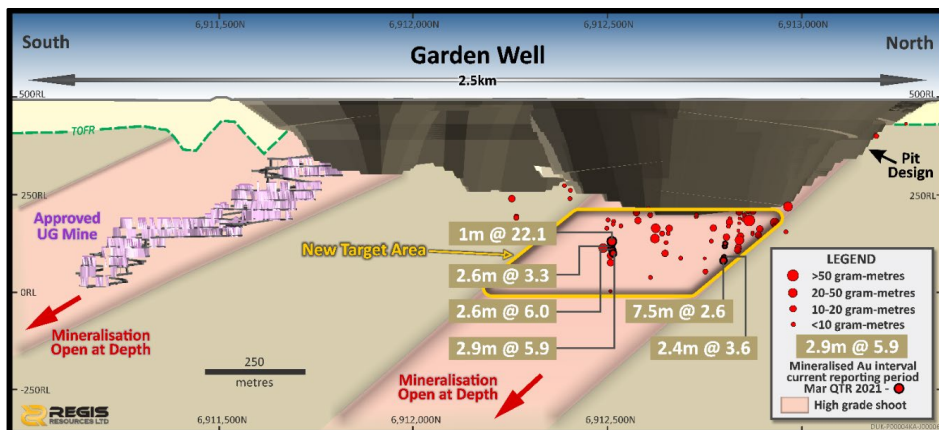 6,911,500N
6,912,000N
6,912,500N
6,913,000N
South
Garden Well
North
2.5km
500RL
500RL
TOFR
Pit
Design
250RL
250RL
Approved
UG Mine
New Target Area
1m @ 22.1
2.6m @ 3.3
2.6m @ 6.0
2.9m @ 5.9
7.5m @ 2.6
2.4m @ 3.6
0RL
Mineralisation
Open at Depth
250
metres
Mineralisation
Open at Depth
LEGEND
>50 gram-metres
20-50 gram-metres
10-20 gram-metres
<10 gram-metres
2.9m @ 5.9
Mineralised Au interval
current reporting period
Mar QTR 2021 -
High grade shoot
-250RL
-250RL
REGIS
RESOURCES LTD
6,911,500N
6,912,000N
6,912,500N